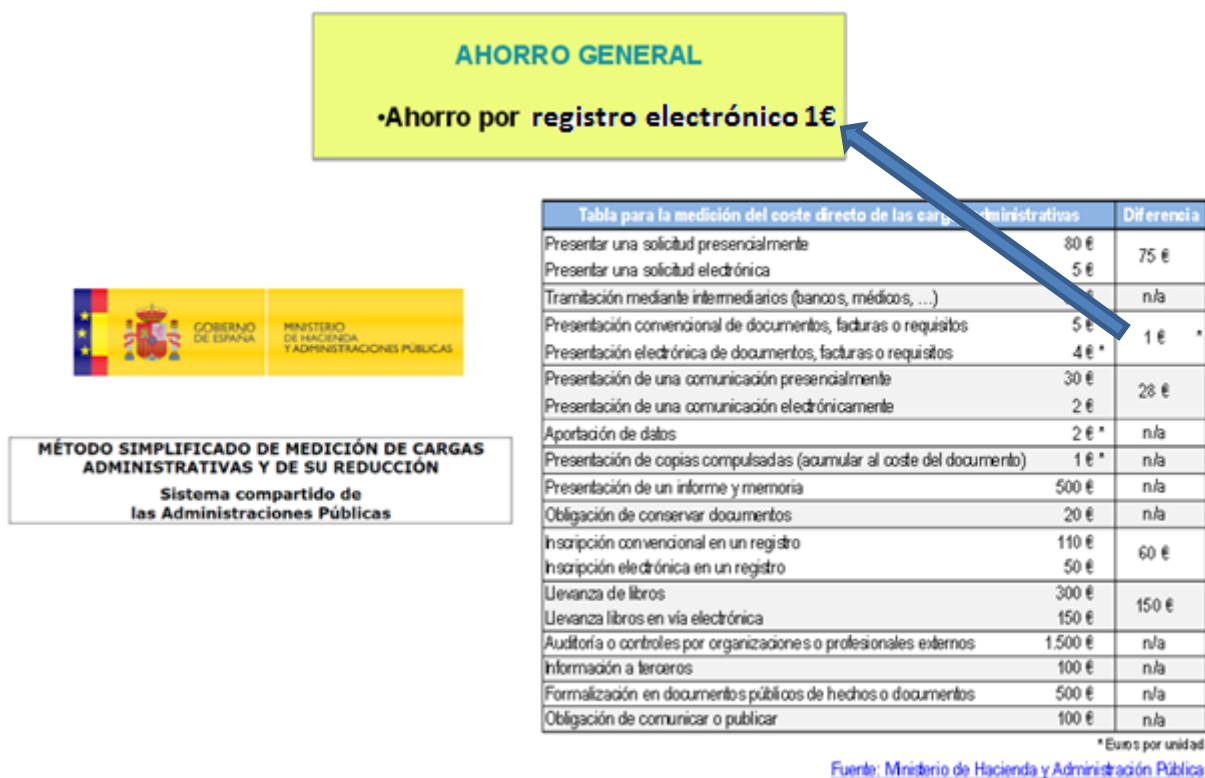 AHORRO GENERAL
•Ahorro por registro electrónico 1€
GOBIERNO
DE ESPAÑA
MINISTERIO
DE HACIENDA
Y ADMINISTRACIONES PÚBLICAS
MÉTODO SIMPLIFICADO DE MEDICIÓN DE CARGAS
ADMINISTRATIVAS Y DE SU REDUCCIÓN
Sistema compartido de
las Administraciones Públicas
Tabla para la medición del coste directo de las cargas administrativas Diferencia
Presentar una solicitud presencialmente 80 €
75 €
Presentar una solicitud electrónica 5 €
Tramitación mediante intermediarios (bancos, médicos, ...) € n/a
Presentación convencional de documentos, facturas o requisitos 5 €
1 € *
Presentación electrónica de documentos, facturas o requisitos 4 € *
Presentación de una comunicación presencialmente 30 €
28 €
Presentación de una comunicación electrónicamente 2 €
Aportación de datos 2 € * n/a
Presentación de copias compulsadas (acumular al coste del documento) 1 € * n/a
Presentación de un informe y memoria 500 € n/a
Obligación de conservar documentos 20 € n/a
Inscripción convencional en un registro 110 €
60 €
Inscripción electrónica en un registro 50 €
Llevanza de libros 300 €
150 €
Llevanza libros en vía electrónica 150 €
Auditoría o controles por organizaciones o profesionales externos 1.500 € n/a
Información a terceros 100 € n/a
Formalización en documentos públicos de hechos o documentos 500 € n/a
Obligación de comunicar o publicar 100 € n/a
* Euros por unidad
Fuente: Ministerio de Hacienda y Administración Pública